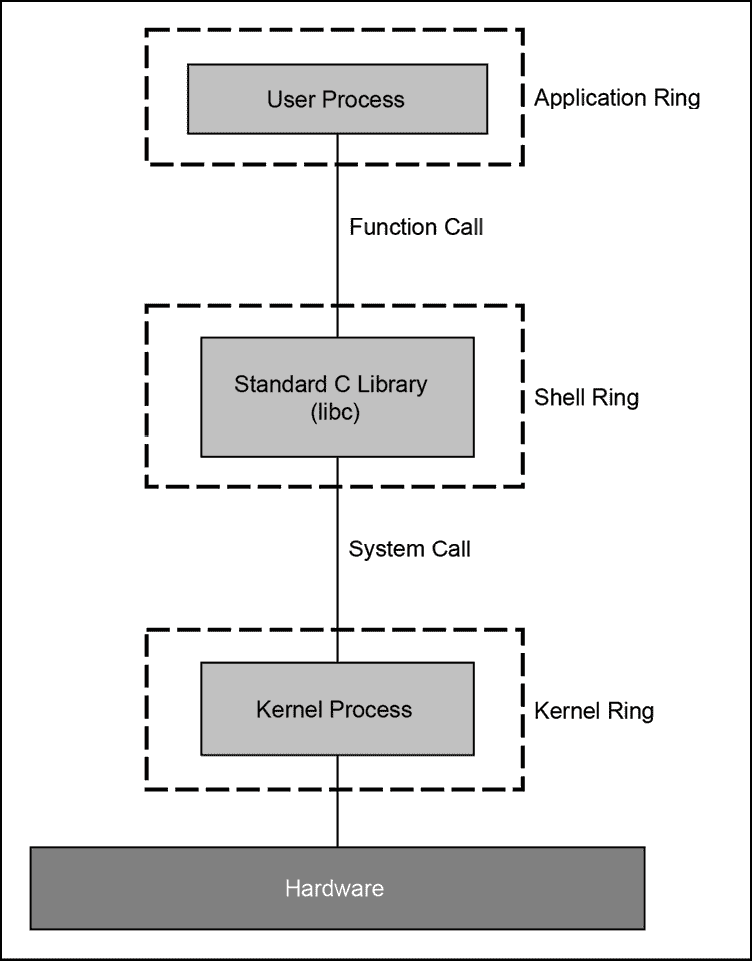 User Process
Application Ring
Function Call
Standard C Library
(libc)
Shell Ring
System Call
Kernel Process
Kernel Ring
Hardware